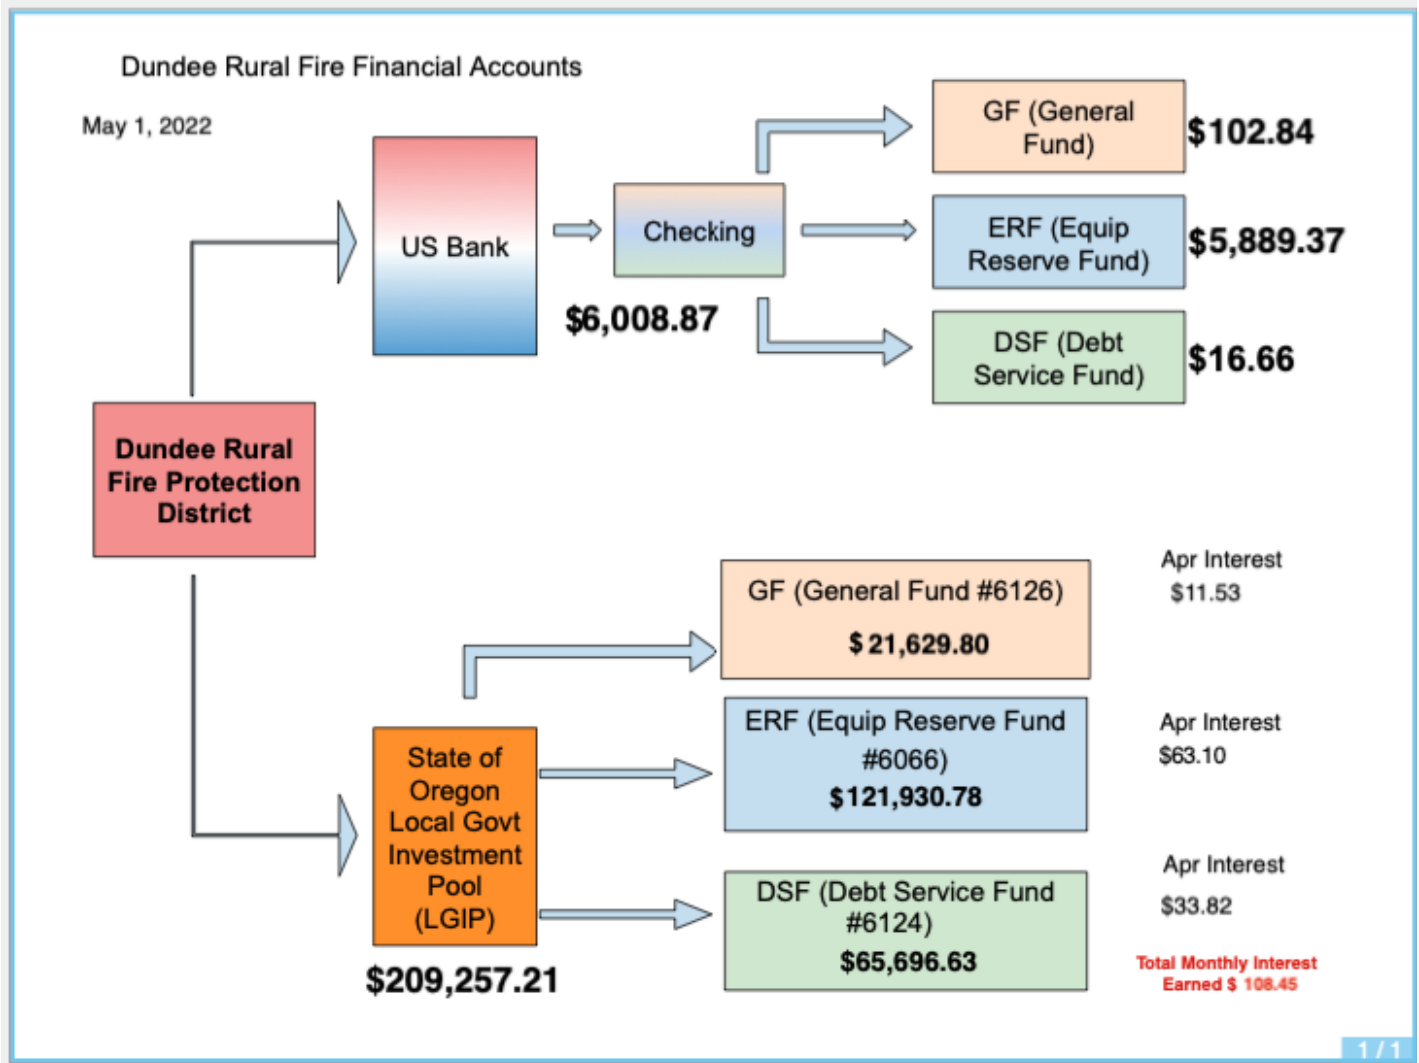 Dundee Rural Fire Financial Accounts
May 1, 2022
US Bank
Checking
$6,008.87
GF (General
Fund)
$102.84
ERF (Equip
Reserve Fund)
$5,889.37
DSF (Debt
Service Fund)
$16.66
Dundee Rural
Fire Protection
District
State of
Oregon
Local Govt
Investment
Pool
(LGIP)
$209,257.21
GF (General Fund #6126)
$ 21,629.80
Apr Interest
$11.53
ERF (Equip Reserve Fund
#6066)
$121,930.78
Apr Interest
$63.10
DSF (Debt Service Fund
#6124)
$65,696.63
Apr Interest
$33.82
Total Monthly Interest
Earned $ 108.45
1 / 1